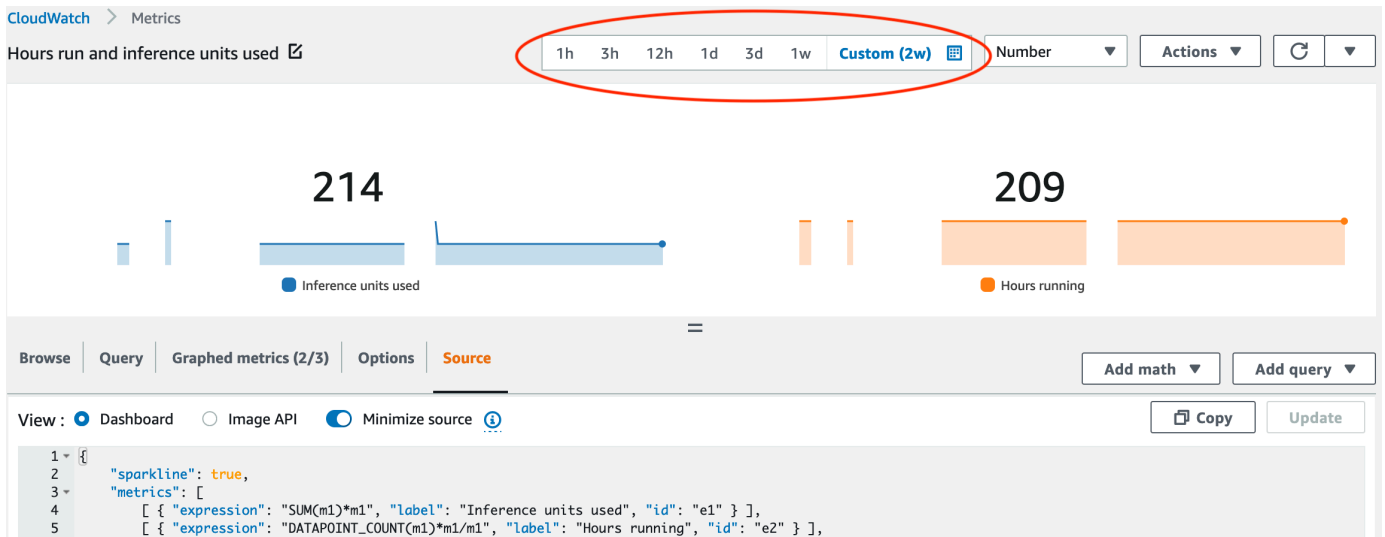 CloudWatch > Metrics
Hours run and inference units used
1h 3h 12h 1d 3d 1w Custom (2w) Number Actions
214 209
Inference units used Hours running
Browse Query Graphed metrics (2/3) Options Source Add math Add query
View : Dashboard Image API Minimize source Copy Update
1 {
2 "sparkline": true,
3 "metrics": [
4 [ { "expression": "SUM(m1)*m1", "label": "Inference units used", "id": "e1" } ],
5 [ { "expression": "DATAPOINT_COUNT(m1)*m1/m1", "label": "Hours running", "id": "e2" } ],